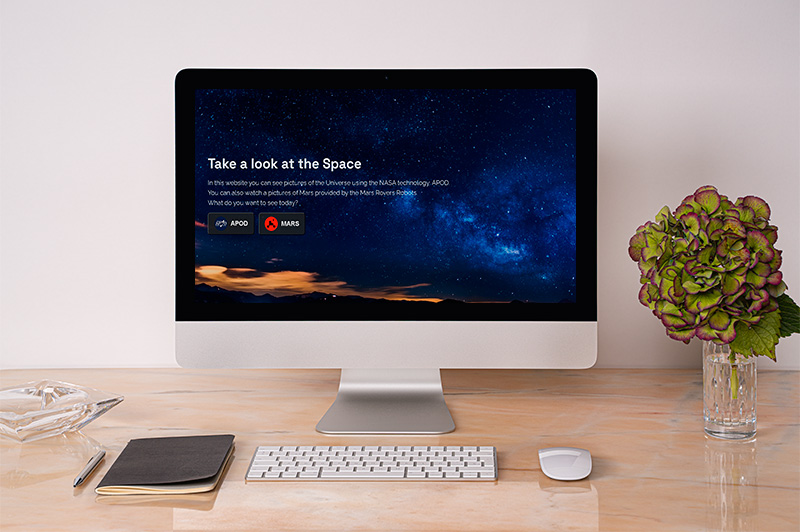 Take a look at the Space
In this website you can see pictures of the Universe using the NASA technology, APOD.
You can also watch a pictures of Mars provided by the Mars Rovers Robots.
What do you want to see today?
APOD
MARS